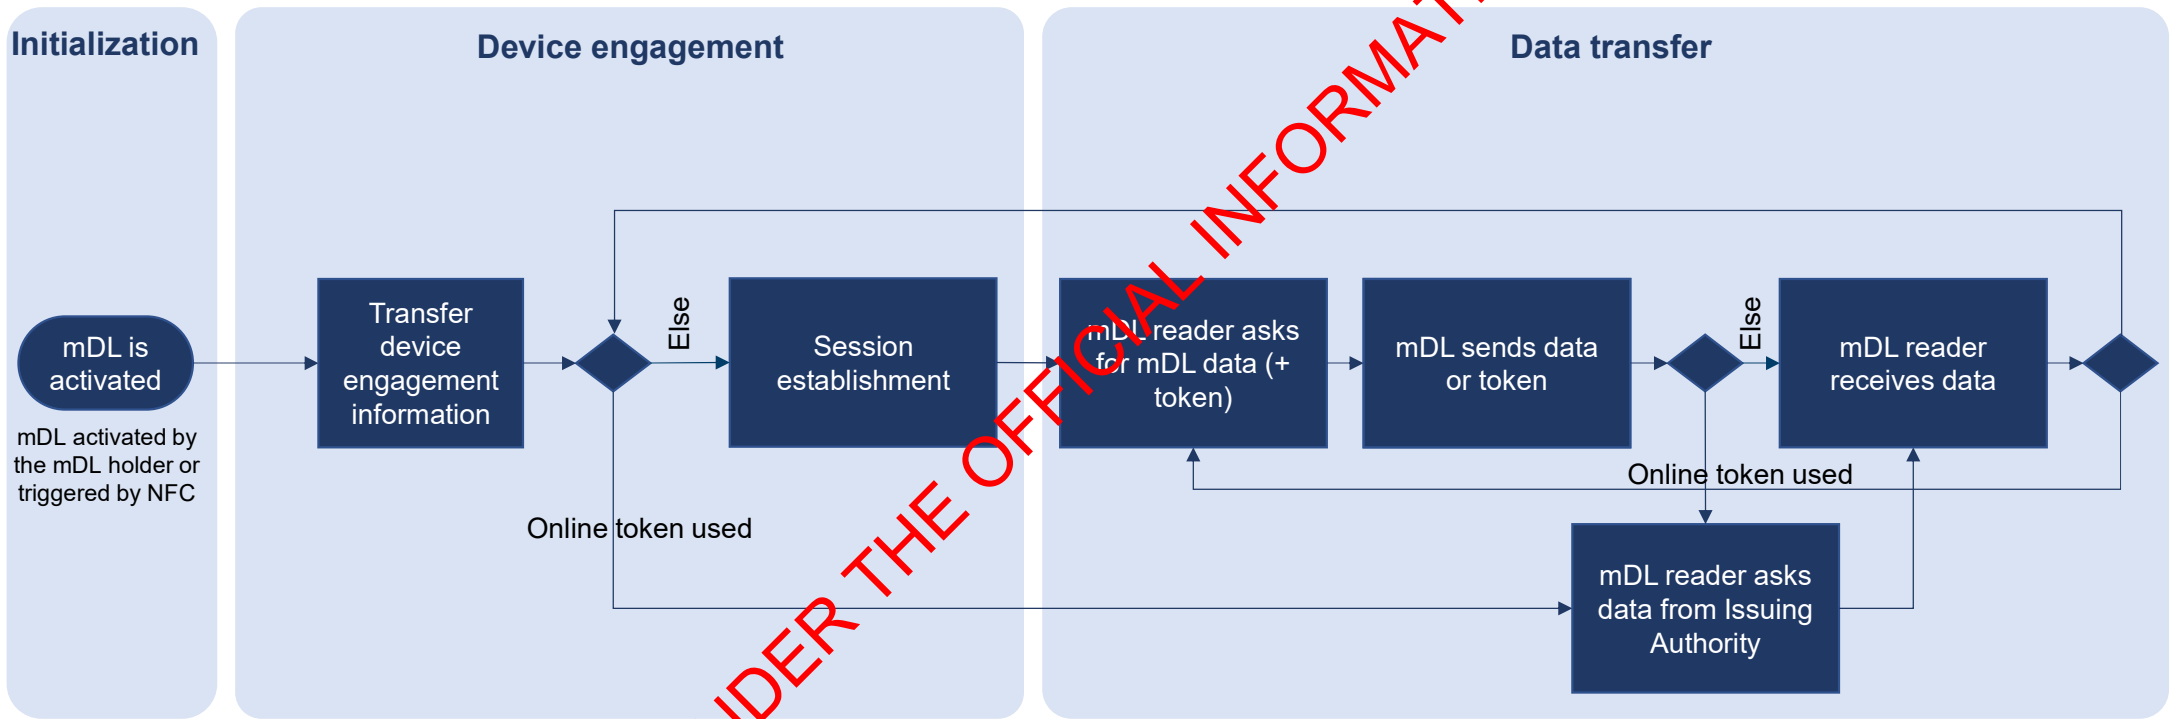 Initialization
mDL is
activated
mDL activated by
the mDL holder or
triggered by NFC
Device engagement
Transfer
device
engagement
information
Else
Session
establishment
Online token used
Data transfer
mDL reader asks
for mDL data (+
token)
mDL sends data
or token
Else
mDL reader
receives data
Online token used
mDL reader asks
data from Issuing
Authority
THE OFFICIAL